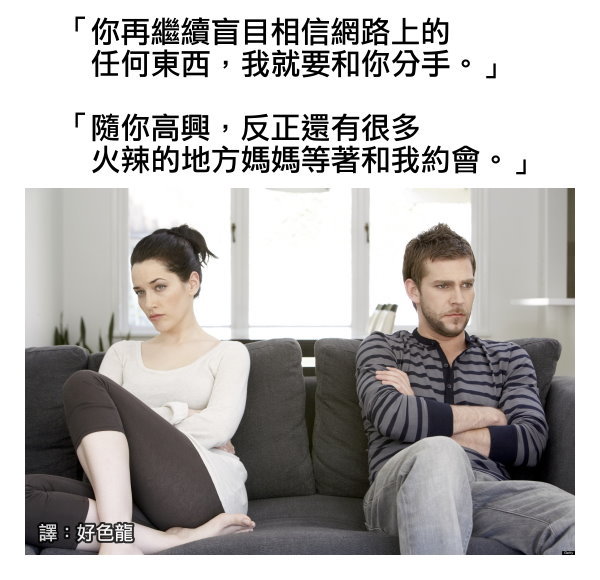 「你再繼續盲目相信網路上的
任何東西，我就要和你分手。」
「隨你高興，反正還有很多
火辣的地方媽媽等著和我約會。」
譯：好色龍